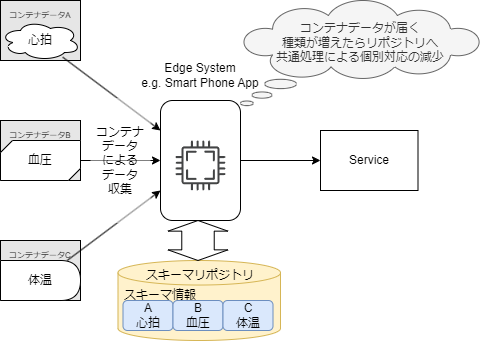 コンテナデータA
心拍
コンテナデータが届く
種類が増えたらリポジトリへ
共通処理による個別対応の減少
Edge System
e.g. Smart Phone App
コンテナデータB
血圧
コンテナ
データ
による
データ
収集
Service
コンテナデータC
体温
スキーマリポジトリ
スキーマ情報
A
心拍
B
血圧
C
体温